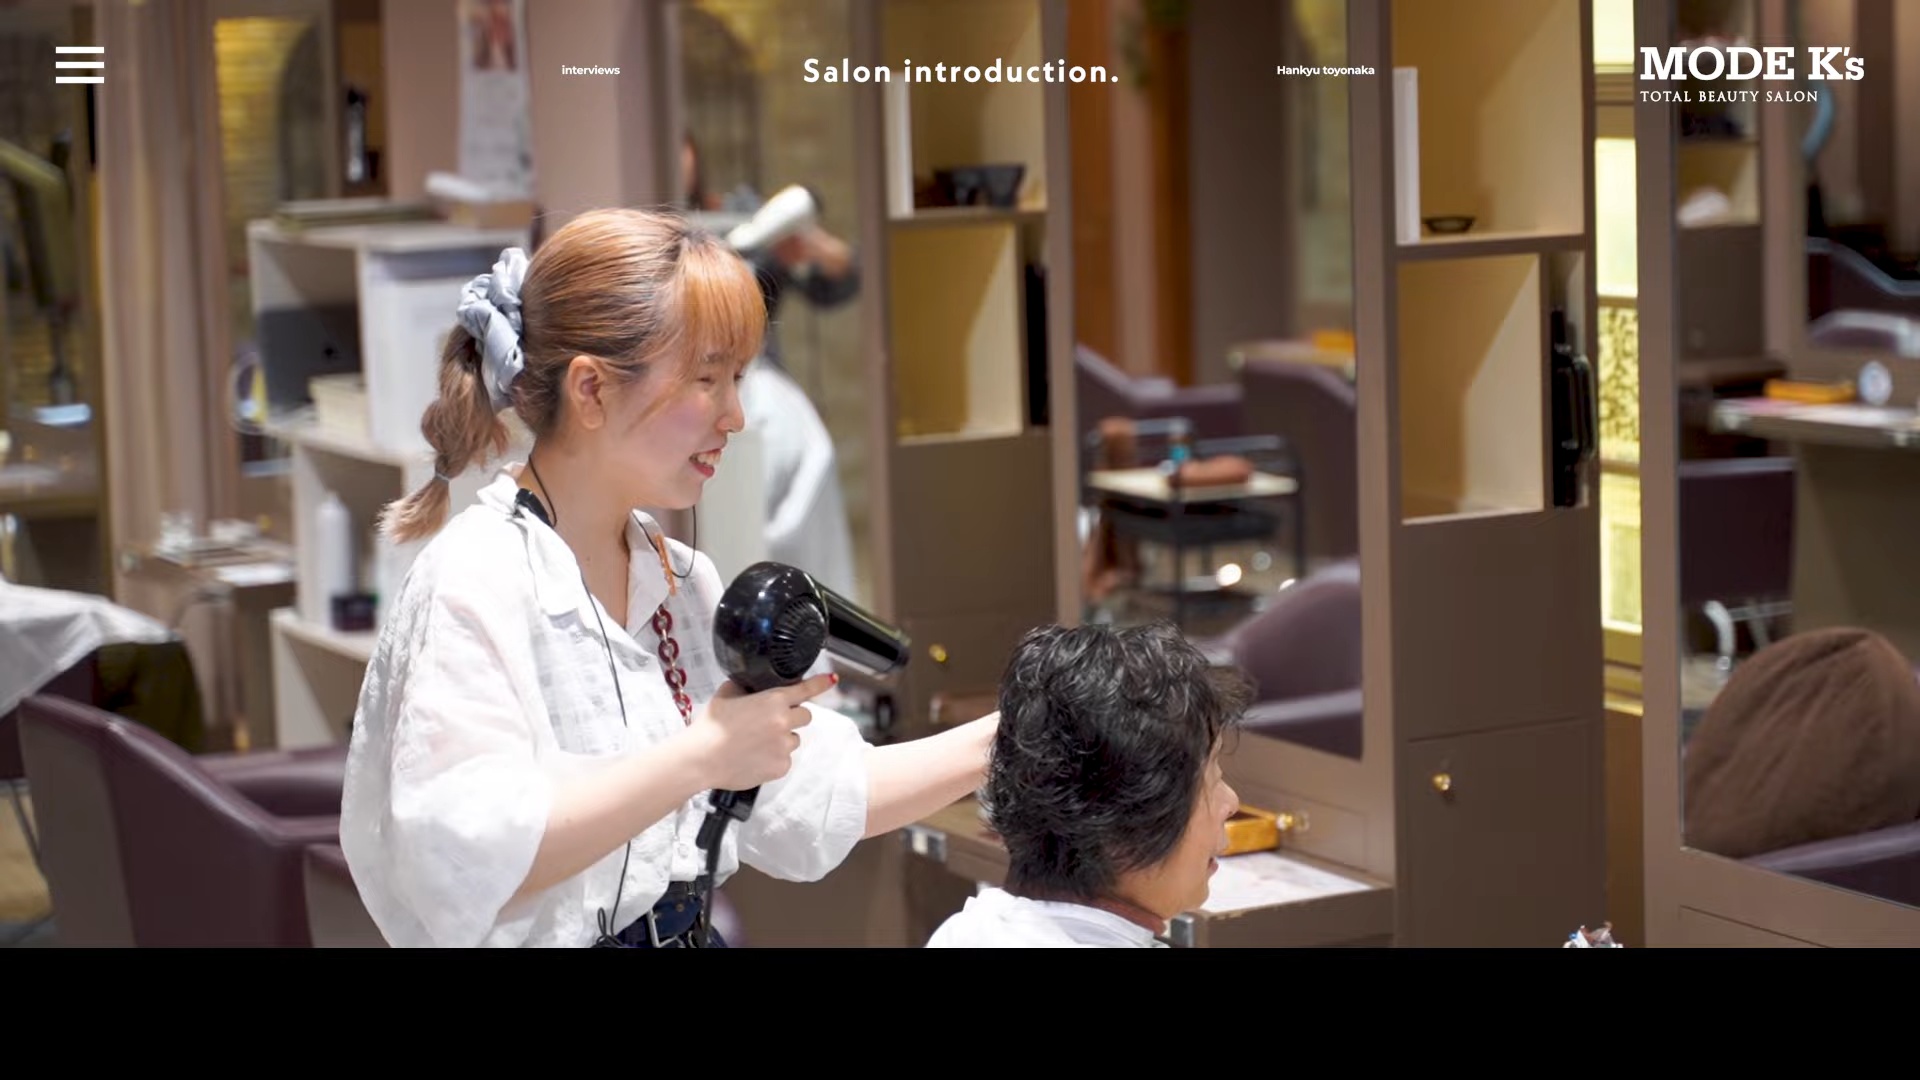 interviews
Salon introduction.
Hankyu toyonaka
MODE K's
TOTAL BEAUTY SALON